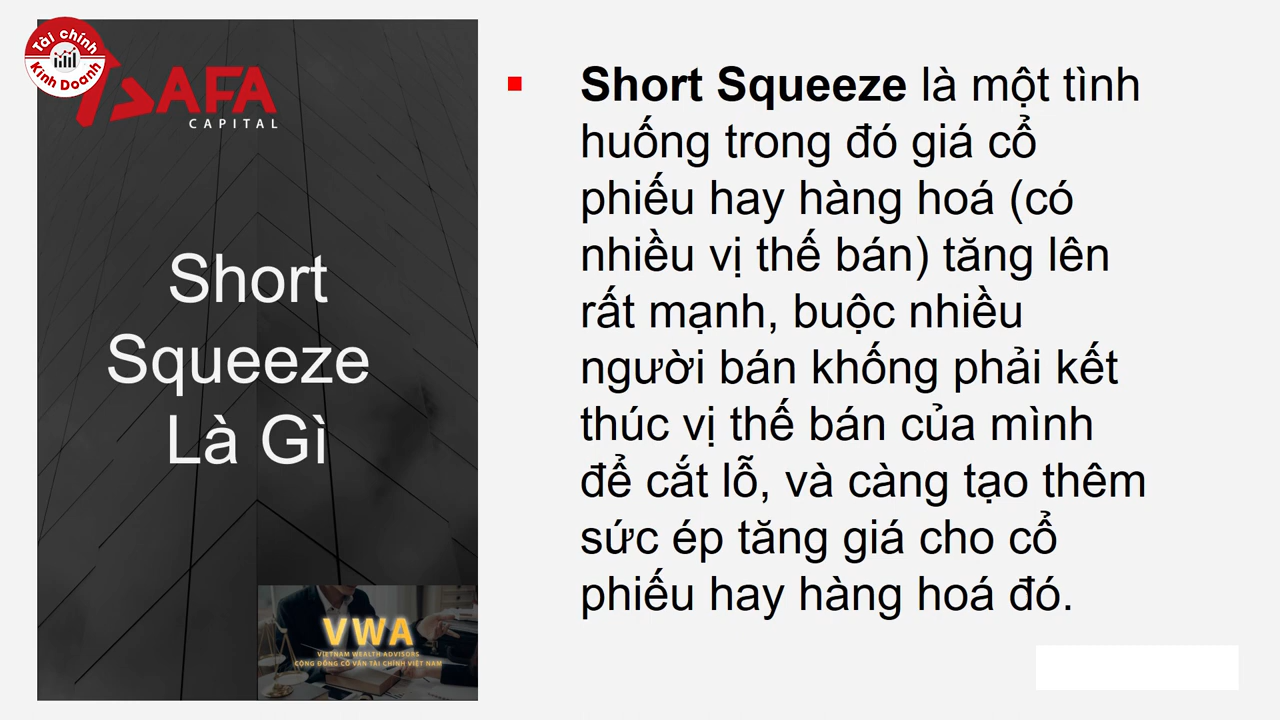 Tài chính
Kinh Doanh
AFA
CAPITAL
Short
Squeeze
Là Gì
VWA
VIETNAM WEALTH ADVISORS
CỘNG ĐỒNG CỐ VẤN TÀI CHÍNH VIỆT NAM
Short Squeeze là một tình
huống trong đó giá cổ
phiếu hay hàng hoá (có
nhiều vị thế bán) tăng lên
rất mạnh, buộc nhiều
người bán khống phải kết
thúc vị thế bán của mình
để cắt lỗ, và càng tạo thêm
sức ép tăng giá cho cổ
phiếu hay hàng hoá đó.